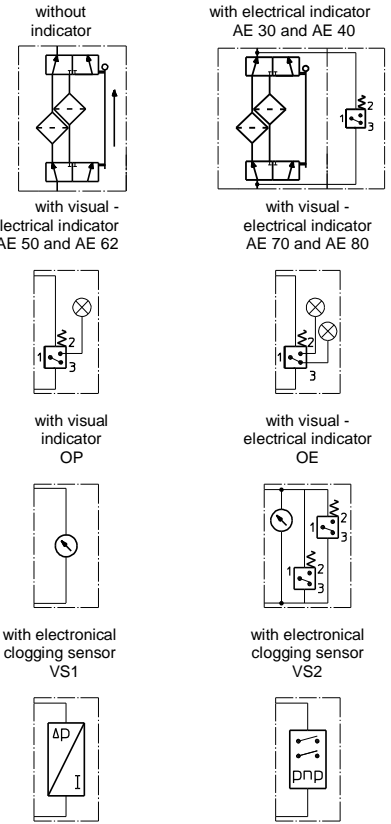 without
indicator
with electrical indicator
AE 30 and AE 40
1
2
3
with visual -
lectrical indicator
AE 50 and AE 62
with visual -
electrical indicator
AE 70 and AE 80
1
2
3
1
2
3
with visual
indicator
OP
with visual -
electrical indicator
OE
1
2
3
1
2
3
with electronical
clogging sensor
VS1
with electronical
clogging sensor
VS2
Δp
I
pnp